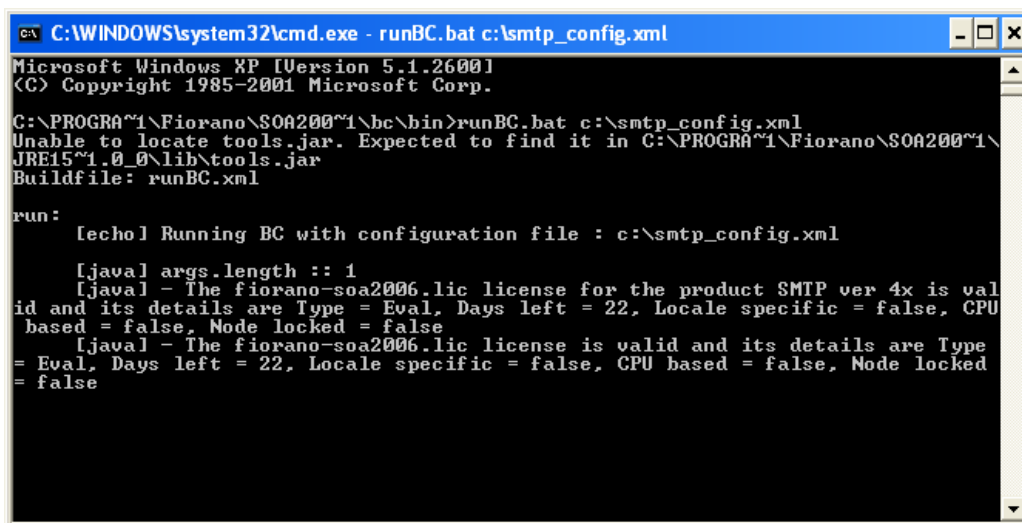 C:\WINDOWS\system32\cmd.exe - runBC.bat c:\smtp_config.xml
Microsoft Windows XP [Version 5.1.2600]
(C) Copyright 1985-2001 Microsoft Corp.
C:\PROGRA~1\Fiorano\SOA200~1\bc\bin>runBC.bat c:\smtp_config.xml
Unable to locate tools.jar. Expected to find it in C:\PROGRA~1\Fiorano\SOA200~1\
JRE15~1.0_0\lib\tools.jar
Buildfile: runBC.xml
run:
[echo] Running BC with configuration file : c:\smtp_config.xml
[java] args.length :: 1
[java] - The fiorano-soa2006.lic license for the product SMTP ver 4x is val
id and its details are Type = Eval, Days left = 22, Locale specific = false, CPU
based = false, Node locked = false
[java] - The fiorano-soa2006.lic license is valid and its details are Type
= Eval, Days left = 22, Locale specific = false, CPU based = false, Node locked
= false